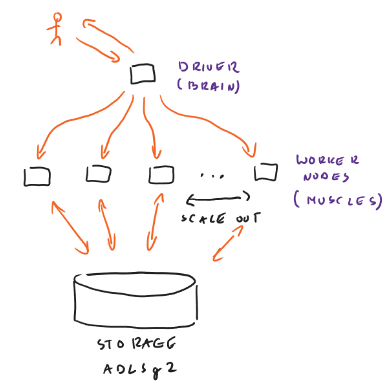 DRIVER
(BRAIN)
...
WORKER
NODES
(MUSCLES)
SCALE OUT
STORAGE
ADLSg2